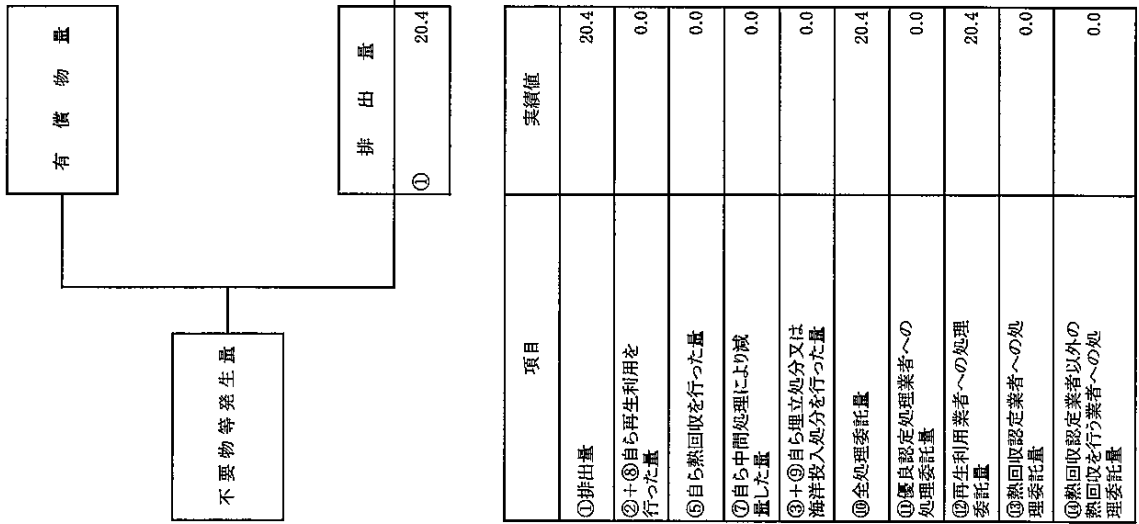 有償物量
不要物等発生量
排出量
① 20.4
項目 実績値
①排出量 20.4
②+⑧自ら再生利用を
行った量 0.0
⑤自ら熱回収を行った量 0.0
⑦自ら中間処理により減
量した量 0.0
③+⑨自ら埋立処分又は
海洋投入処分を行った量 0.0
⑩全処理委託量 20.4
⑪優良認定処理業者への
処理委託量 0.0
⑫再生利用業者への処理
委託量 20.4
⑬熱回収認定業者への処
理委託量 0.0
⑭熱回収認定業者以外の
熱回収を行う業者への処
理委託量 0.0